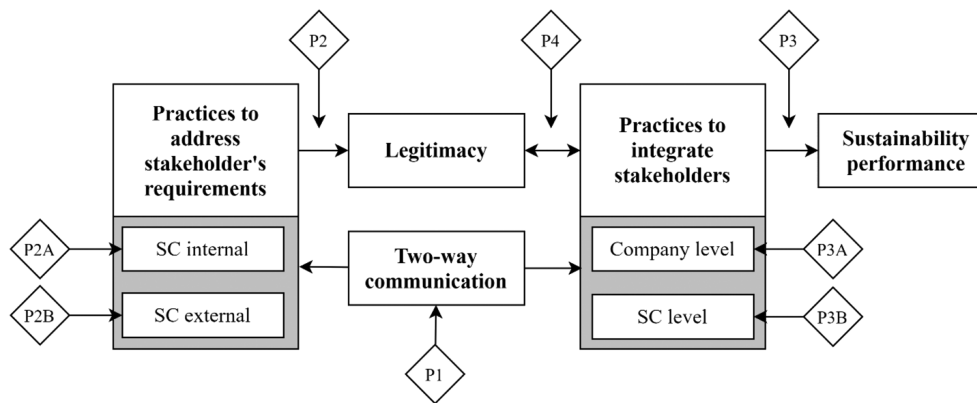 P2
P4
P3
Practices to
address
stakeholder's
requirements
Legitimacy
Practices to
integrate
stakeholders
Sustainability
performance
P2A
SC internal
Two-way
communication
Company level
P3A
P2B
SC external
SC level
P3B
P1